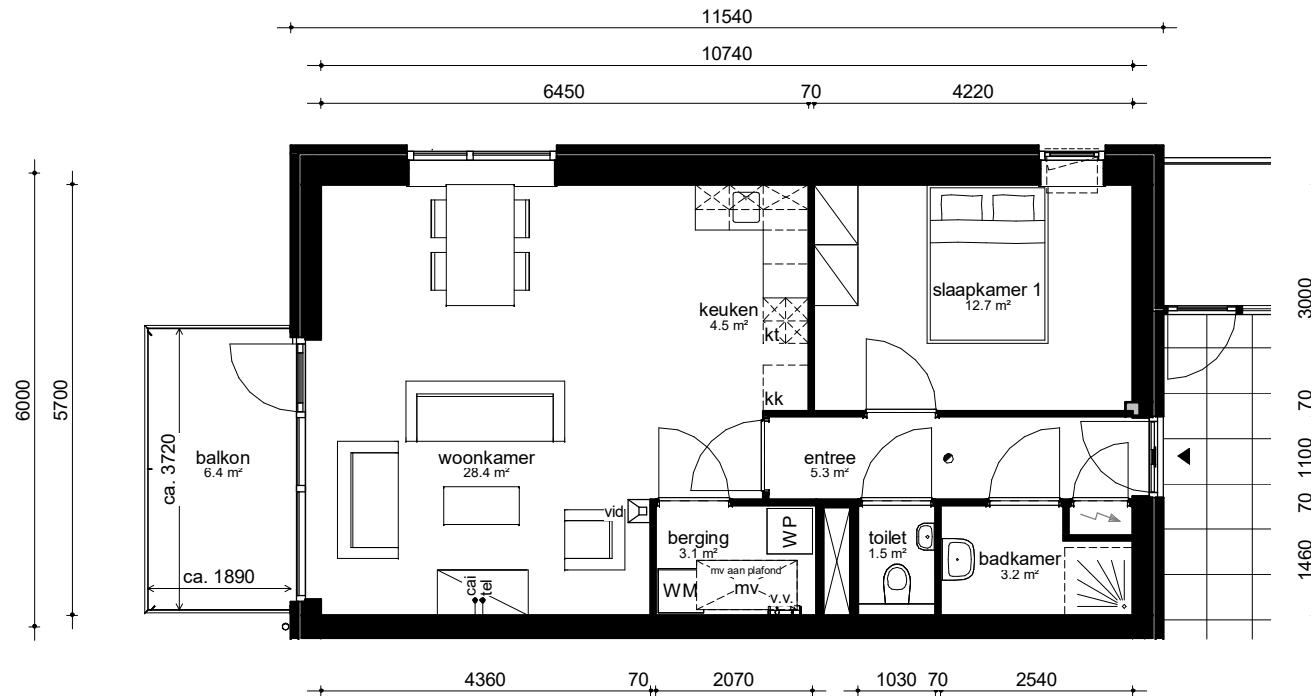 11540
10740
6450 70 4220
6000
5700
3000
70
1100
70
1460
slaapkamer 1
12.7 m²
keuken
4.5 m²
kt
kk
balkon
6.4 m²
ca. 3720
ca. 1890
woonkamer
28.4 m²
entree
5.3 m²
vid
berging
3.1 m²
WP
mv aan plafond
mv
WM
v.v.
cai
tel
toilet
1.5 m²
badkamer
3.2 m²
4360 70 2070 1030 70 2540